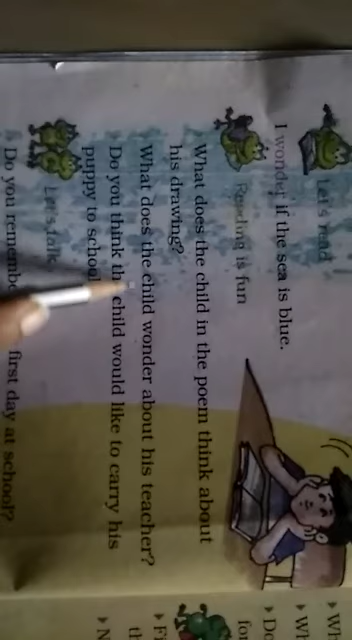 Let's read
I wonder if the sea is blue.
Reading is fun
What does the child in the poem think about
his drawing?
What does the child wonder about his teacher?
Do you think the child would like to carry his
puppy to school
Let's talk
Do you remember first day at school?